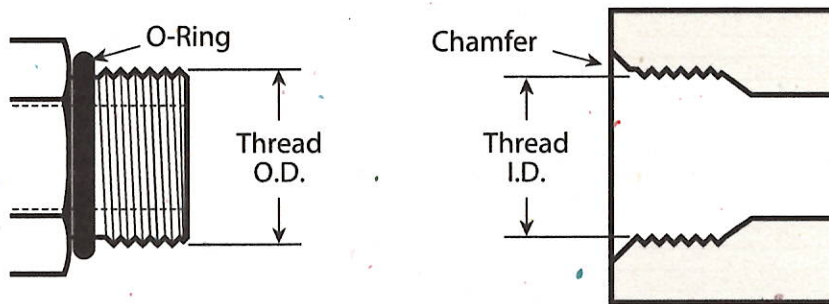 O-Ring
Chamfer
Thread
O.D.
Thread
I.D.